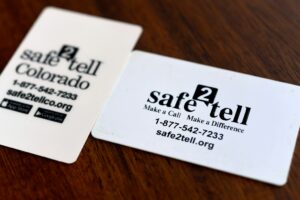 safe2tell
Colorado
1-877-542-7233
safe2tellco.org
safe2tell
Make a Call Make a Difference
1-877-542-7233
safe2tell.org